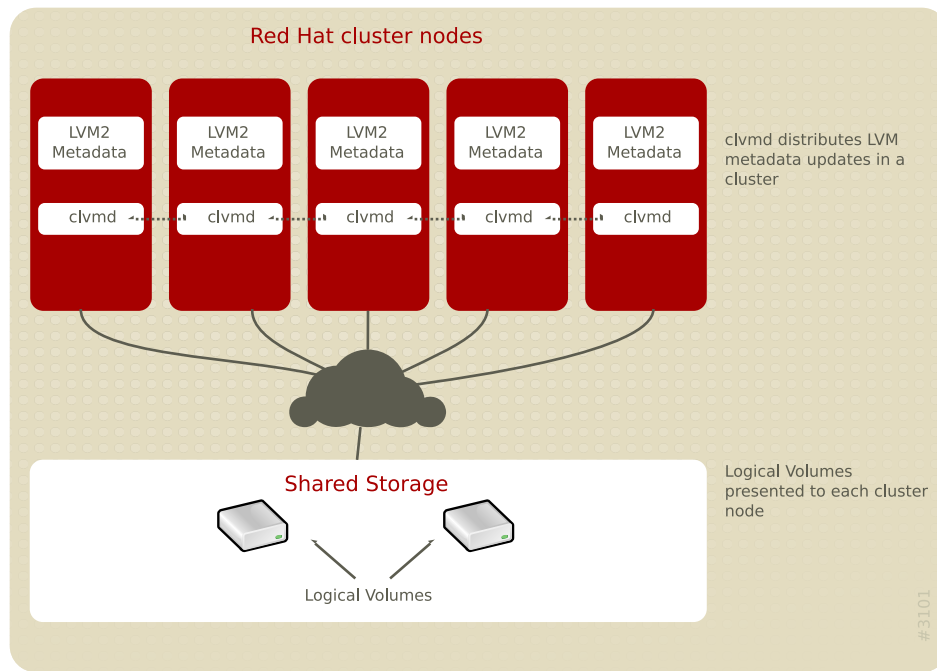 Red Hat cluster nodes
LVM2
Metadata
LVM2
Metadata
LVM2
Metadata
LVM2
Metadata
LVM2
Metadata
clvmd distributes LVM
metadata updates in a
cluster
clvmd
clvmd
clvmd
clvmd
clvmd
Shared Storage
Logical Volumes
presented to each cluster
node
Logical Volumes
#3101